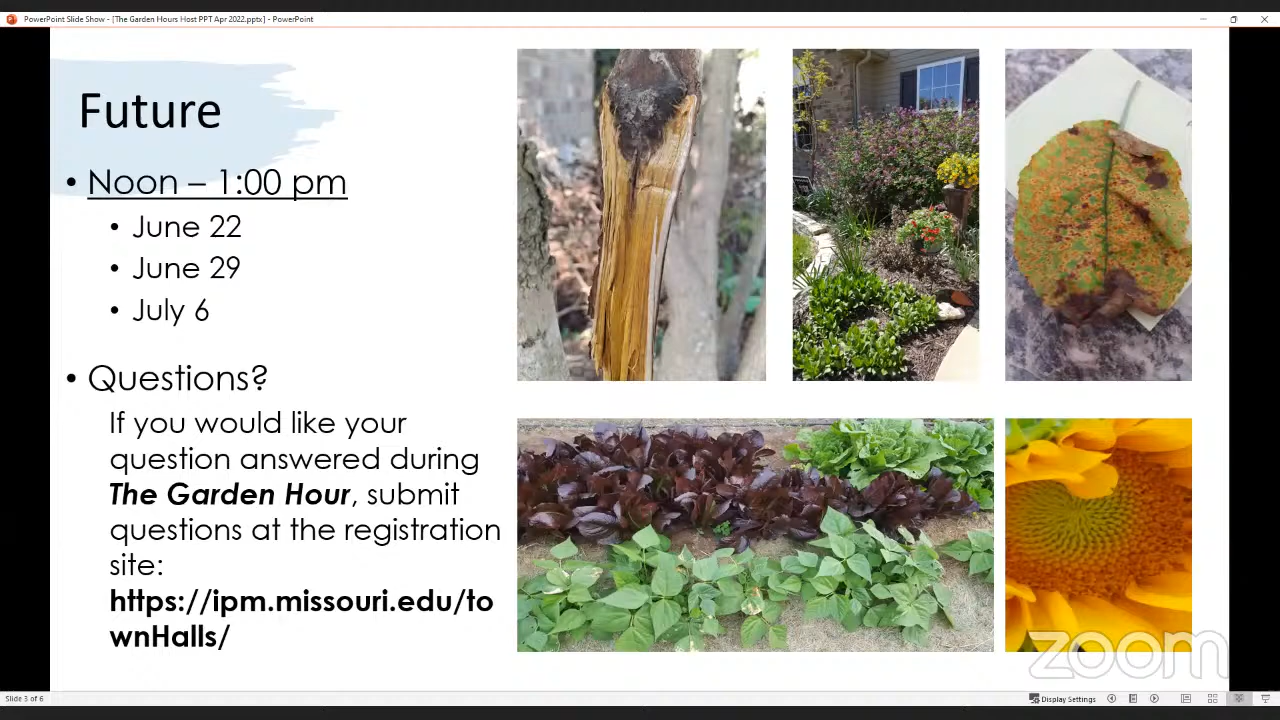 PowerPoint Slide Show - [The Garden Hours Host PPT Apr 2022.pptx] - PowerPoint
Future
• Noon – 1:00 pm
• June 22
• June 29
• July 6
• Questions?
If you would like your
question answered during
The Garden Hour, submit
questions at the registration
site:
https://ipm.missouri.edu/to
wnHalls/
zoom
Slide 3 of 6
Display Settings